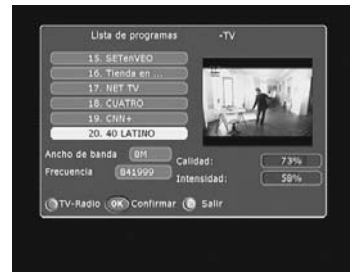 Lista de programas -TV
15. SETenVEO
16. Tienda en ...
17. NET TV
18. CUATRO
19. CNN+
20. 40 LATINO
Ancho de banda 8M
Calidad: 73%
Frecuencia 841999
Intensidad: 58%
TV-Radio OK Confirmar Salir